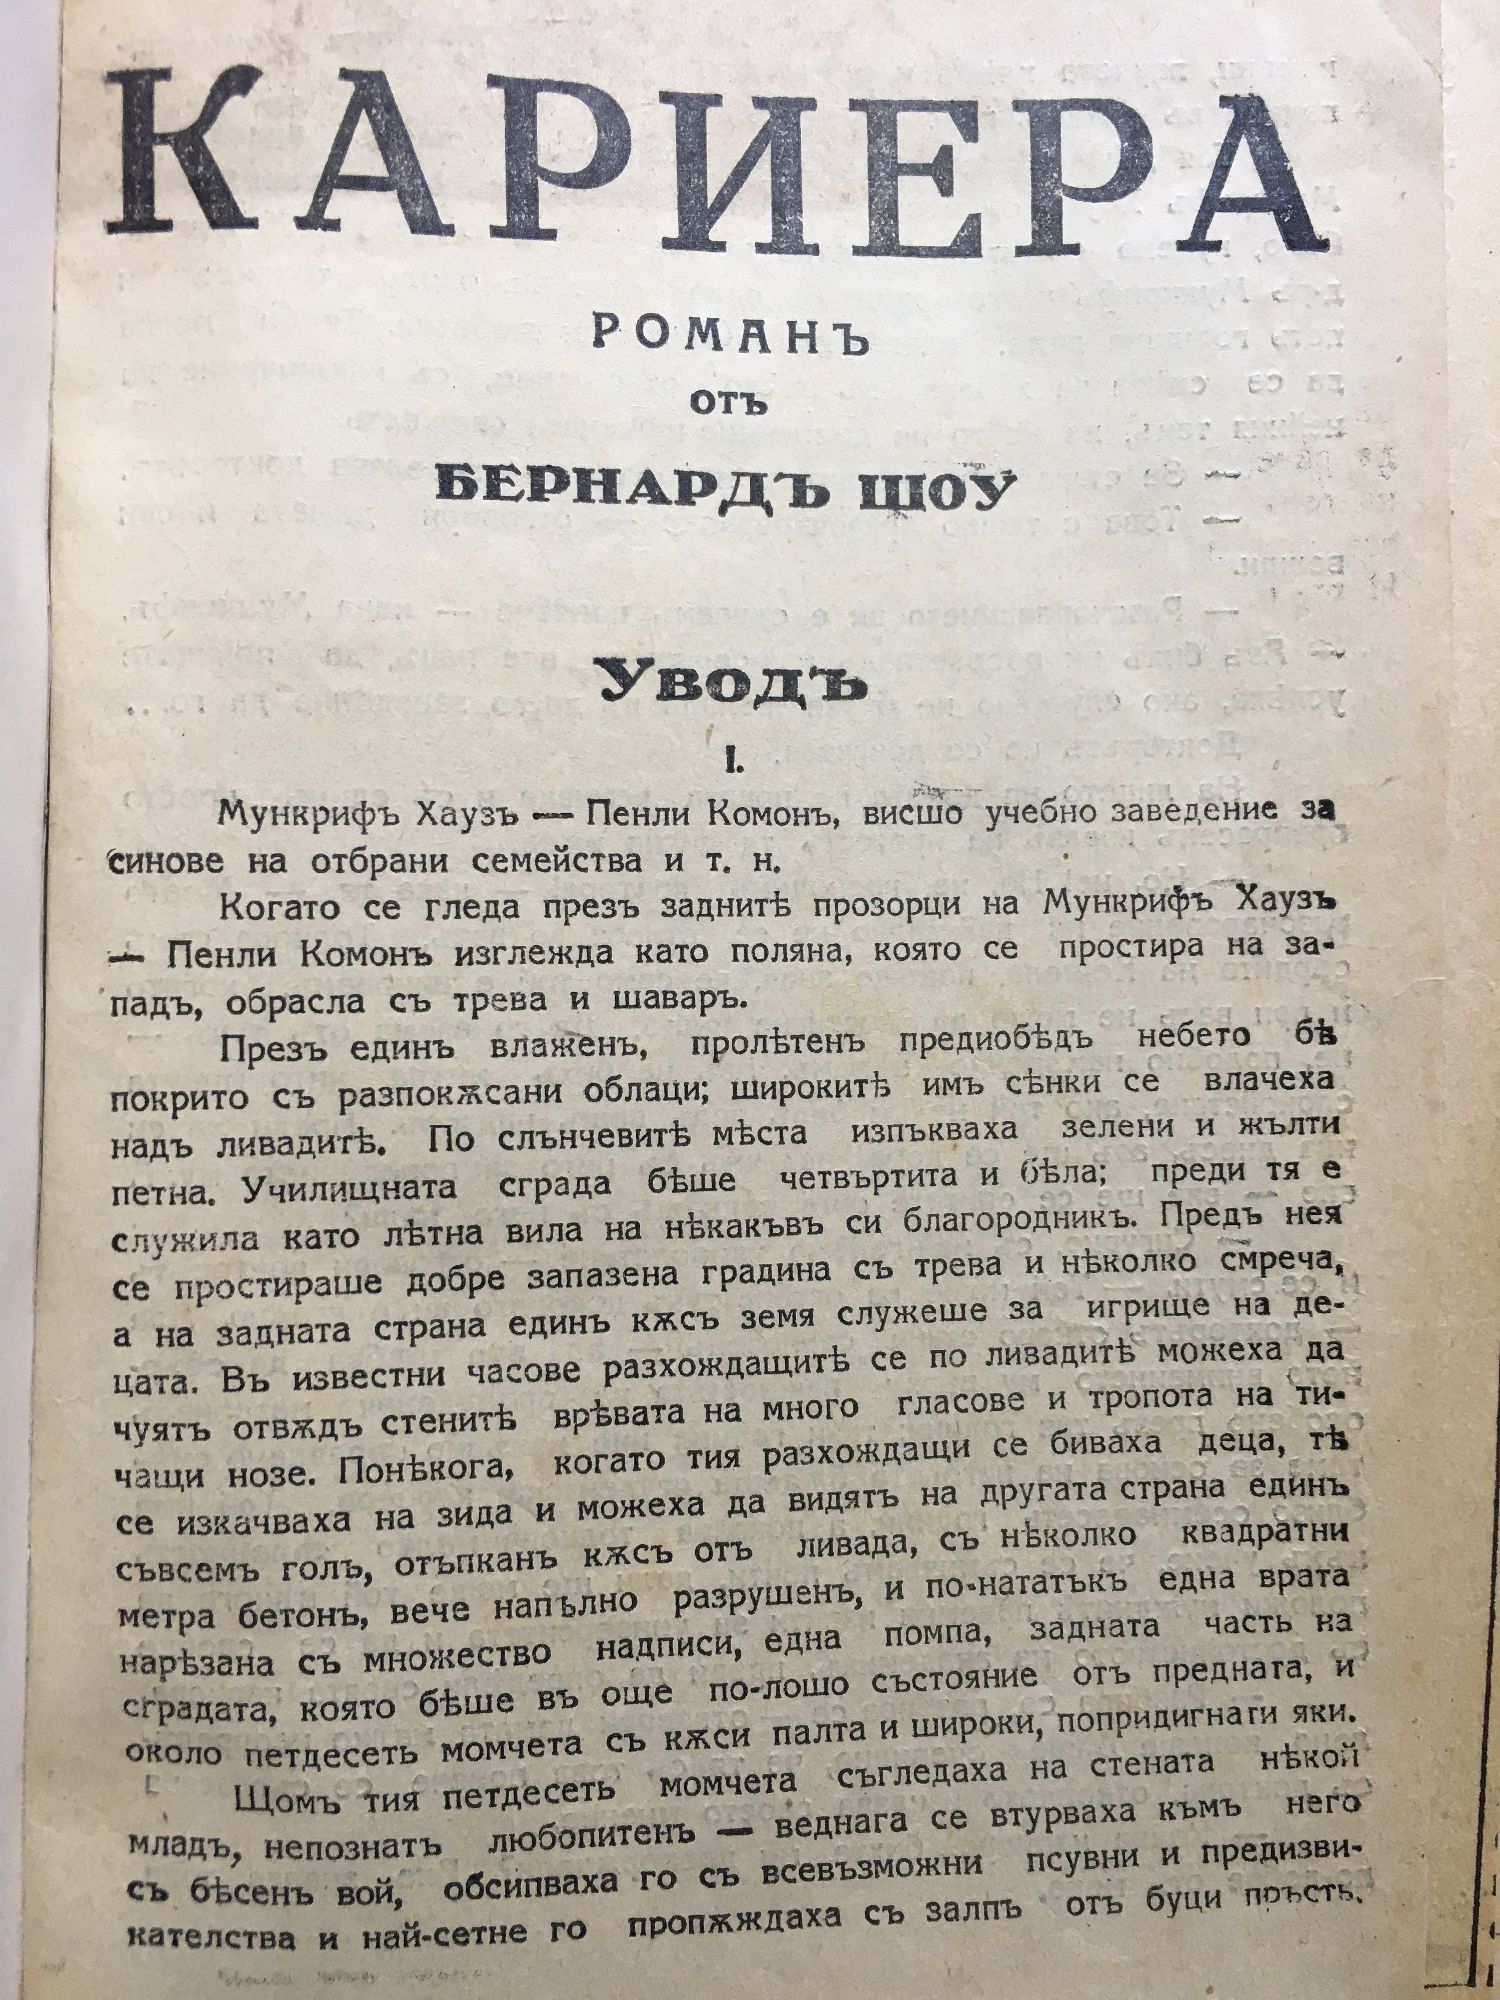 КАРИЕРА
РОМАНЪ
отъ
БЕРНАРДЪ ШОУ
УВОДЪ
I.
Мункрифъ Хаузъ — Пенли Комонъ, висшо учебно заведение за
синове на отбрани семейства и т. н.
Когато се гледа презъ заднитѣ прозорци на Мункрифъ Хаузъ
— Пенли Комонъ изглежда като поляна, която се простира на за-
падъ, обрасла съ трева и шаваръ.
Презъ единъ влаженъ, пролѣтенъ предиобѣдъ небето бѣ
покрито съ разпокѫсани облаци; широкитѣ имъ сѣнки се влачеха
надъ ливадитѣ. По слънчевитѣ мѣста изпъкваха зелени и жълти
петна. Училищната сграда бѣше четвъртита и бѣла; преди тя е
служила като лѣтна вила на нѣкакъвъ си благородникъ. Предъ нея
се простираше добре запазена градина съ трева и нѣколко смреча,
а на задната страна единъ кѫсъ земя служеше за игрище на де-
цата. Въ известни часове разхождащитѣ се по ливадитѣ можеха да
чуятъ отвѫдъ стенитѣ врѣвата на много гласове и тропота на ти-
чащи нозе. Понѣкога, когато тия разхождащи се биваха деца, тѣ
се изкачваха на зида и можеха да видятъ на другата страна единъ
съвсемъ голъ, отъпканъ кѫсъ отъ ливада, съ нѣколко квадратни
метра бетонъ, вече напълно разрушенъ, и по-нататъкъ една врата
нарѣзана съ множество надписи, една помпа, задната часть на
сградата, която бѣше въ още по-лошо състояние отъ предната, и
около петдесеть момчета съ кѫси палта и широки, попридигнати яки.
Щомъ тия петдесеть момчета съгледаха на стената нѣкой
младъ, непознатъ любопитенъ — веднага се втурваха къмъ него
съ бѣсенъ вой, обсипваха го съ всевъзможни псувни и предизви-
кателства и най-сетне го пропѫждаха съ залпъ отъ буци пръсть.